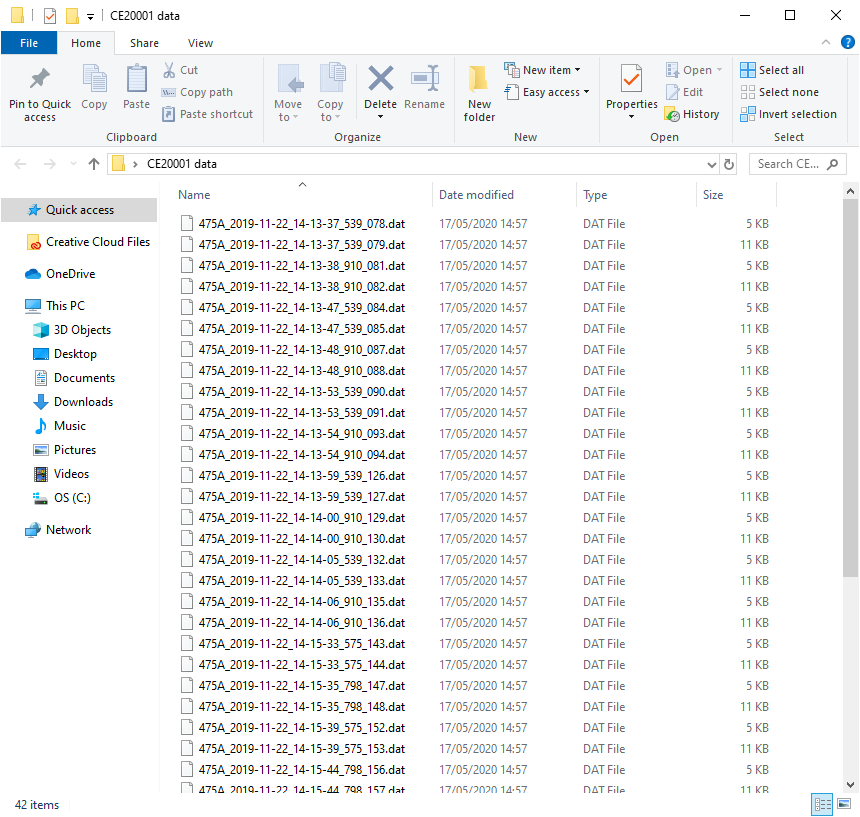 CE20001 data
File Home Share View
Pin to Quick access
Copy
Paste
Cut
Copy path
Paste shortcut
Clipboard
Move to
Copy to
Delete
Rename
Organize
New folder
New item
Easy access
New
Properties
Open
Edit
History
Open
Select all
Select none
Invert selection
Select
CE20001 data
Search CE...
Quick access
Creative Cloud Files
OneDrive
This PC
3D Objects
Desktop
Documents
Downloads
Music
Pictures
Videos
OS (C:)
Network
Name Date modified Type Size
475A_2019-11-22_14-13-37_539_078.dat 17/05/2020 14:57 DAT File 5 KB
475A_2019-11-22_14-13-37_539_079.dat 17/05/2020 14:57 DAT File 11 KB
475A_2019-11-22_14-13-38_910_081.dat 17/05/2020 14:57 DAT File 5 KB
475A_2019-11-22_14-13-38_910_082.dat 17/05/2020 14:57 DAT File 11 KB
475A_2019-11-22_14-13-47_539_084.dat 17/05/2020 14:57 DAT File 5 KB
475A_2019-11-22_14-13-47_539_085.dat 17/05/2020 14:57 DAT File 11 KB
475A_2019-11-22_14-13-48_910_087.dat 17/05/2020 14:57 DAT File 5 KB
475A_2019-11-22_14-13-48_910_088.dat 17/05/2020 14:57 DAT File 11 KB
475A_2019-11-22_14-13-53_539_090.dat 17/05/2020 14:57 DAT File 5 KB
475A_2019-11-22_14-13-53_539_091.dat 17/05/2020 14:57 DAT File 11 KB
475A_2019-11-22_14-13-54_910_093.dat 17/05/2020 14:57 DAT File 5 KB
475A_2019-11-22_14-13-54_910_094.dat 17/05/2020 14:57 DAT File 11 KB
475A_2019-11-22_14-13-59_539_126.dat 17/05/2020 14:57 DAT File 5 KB
475A_2019-11-22_14-13-59_539_127.dat 17/05/2020 14:57 DAT File 11 KB
475A_2019-11-22_14-14-00_910_129.dat 17/05/2020 14:57 DAT File 5 KB
475A_2019-11-22_14-14-00_910_130.dat 17/05/2020 14:57 DAT File 11 KB
475A_2019-11-22_14-14-05_539_132.dat 17/05/2020 14:57 DAT File 5 KB
475A_2019-11-22_14-14-05_539_133.dat 17/05/2020 14:57 DAT File 11 KB
475A_2019-11-22_14-14-06_910_135.dat 17/05/2020 14:57 DAT File 5 KB
475A_2019-11-22_14-14-06_910_136.dat 17/05/2020 14:57 DAT File 11 KB
475A_2019-11-22_14-15-33_575_143.dat 17/05/2020 14:57 DAT File 5 KB
475A_2019-11-22_14-15-33_575_144.dat 17/05/2020 14:57 DAT File 11 KB
475A_2019-11-22_14-15-35_798_147.dat 17/05/2020 14:57 DAT File 5 KB
475A_2019-11-22_14-15-35_798_148.dat 17/05/2020 14:57 DAT File 11 KB
475A_2019-11-22_14-15-39_575_152.dat 17/05/2020 14:57 DAT File 5 KB
475A_2019-11-22_14-15-39_575_153.dat 17/05/2020 14:57 DAT File 11 KB
475A_2019-11-22_14-15-44_798_156.dat 17/05/2020 14:57 DAT File 5 KB
475A_2019-11-22_14-15-44_798_157.dat 17/05/2020 14:57 DAT File 11 KB
42 items